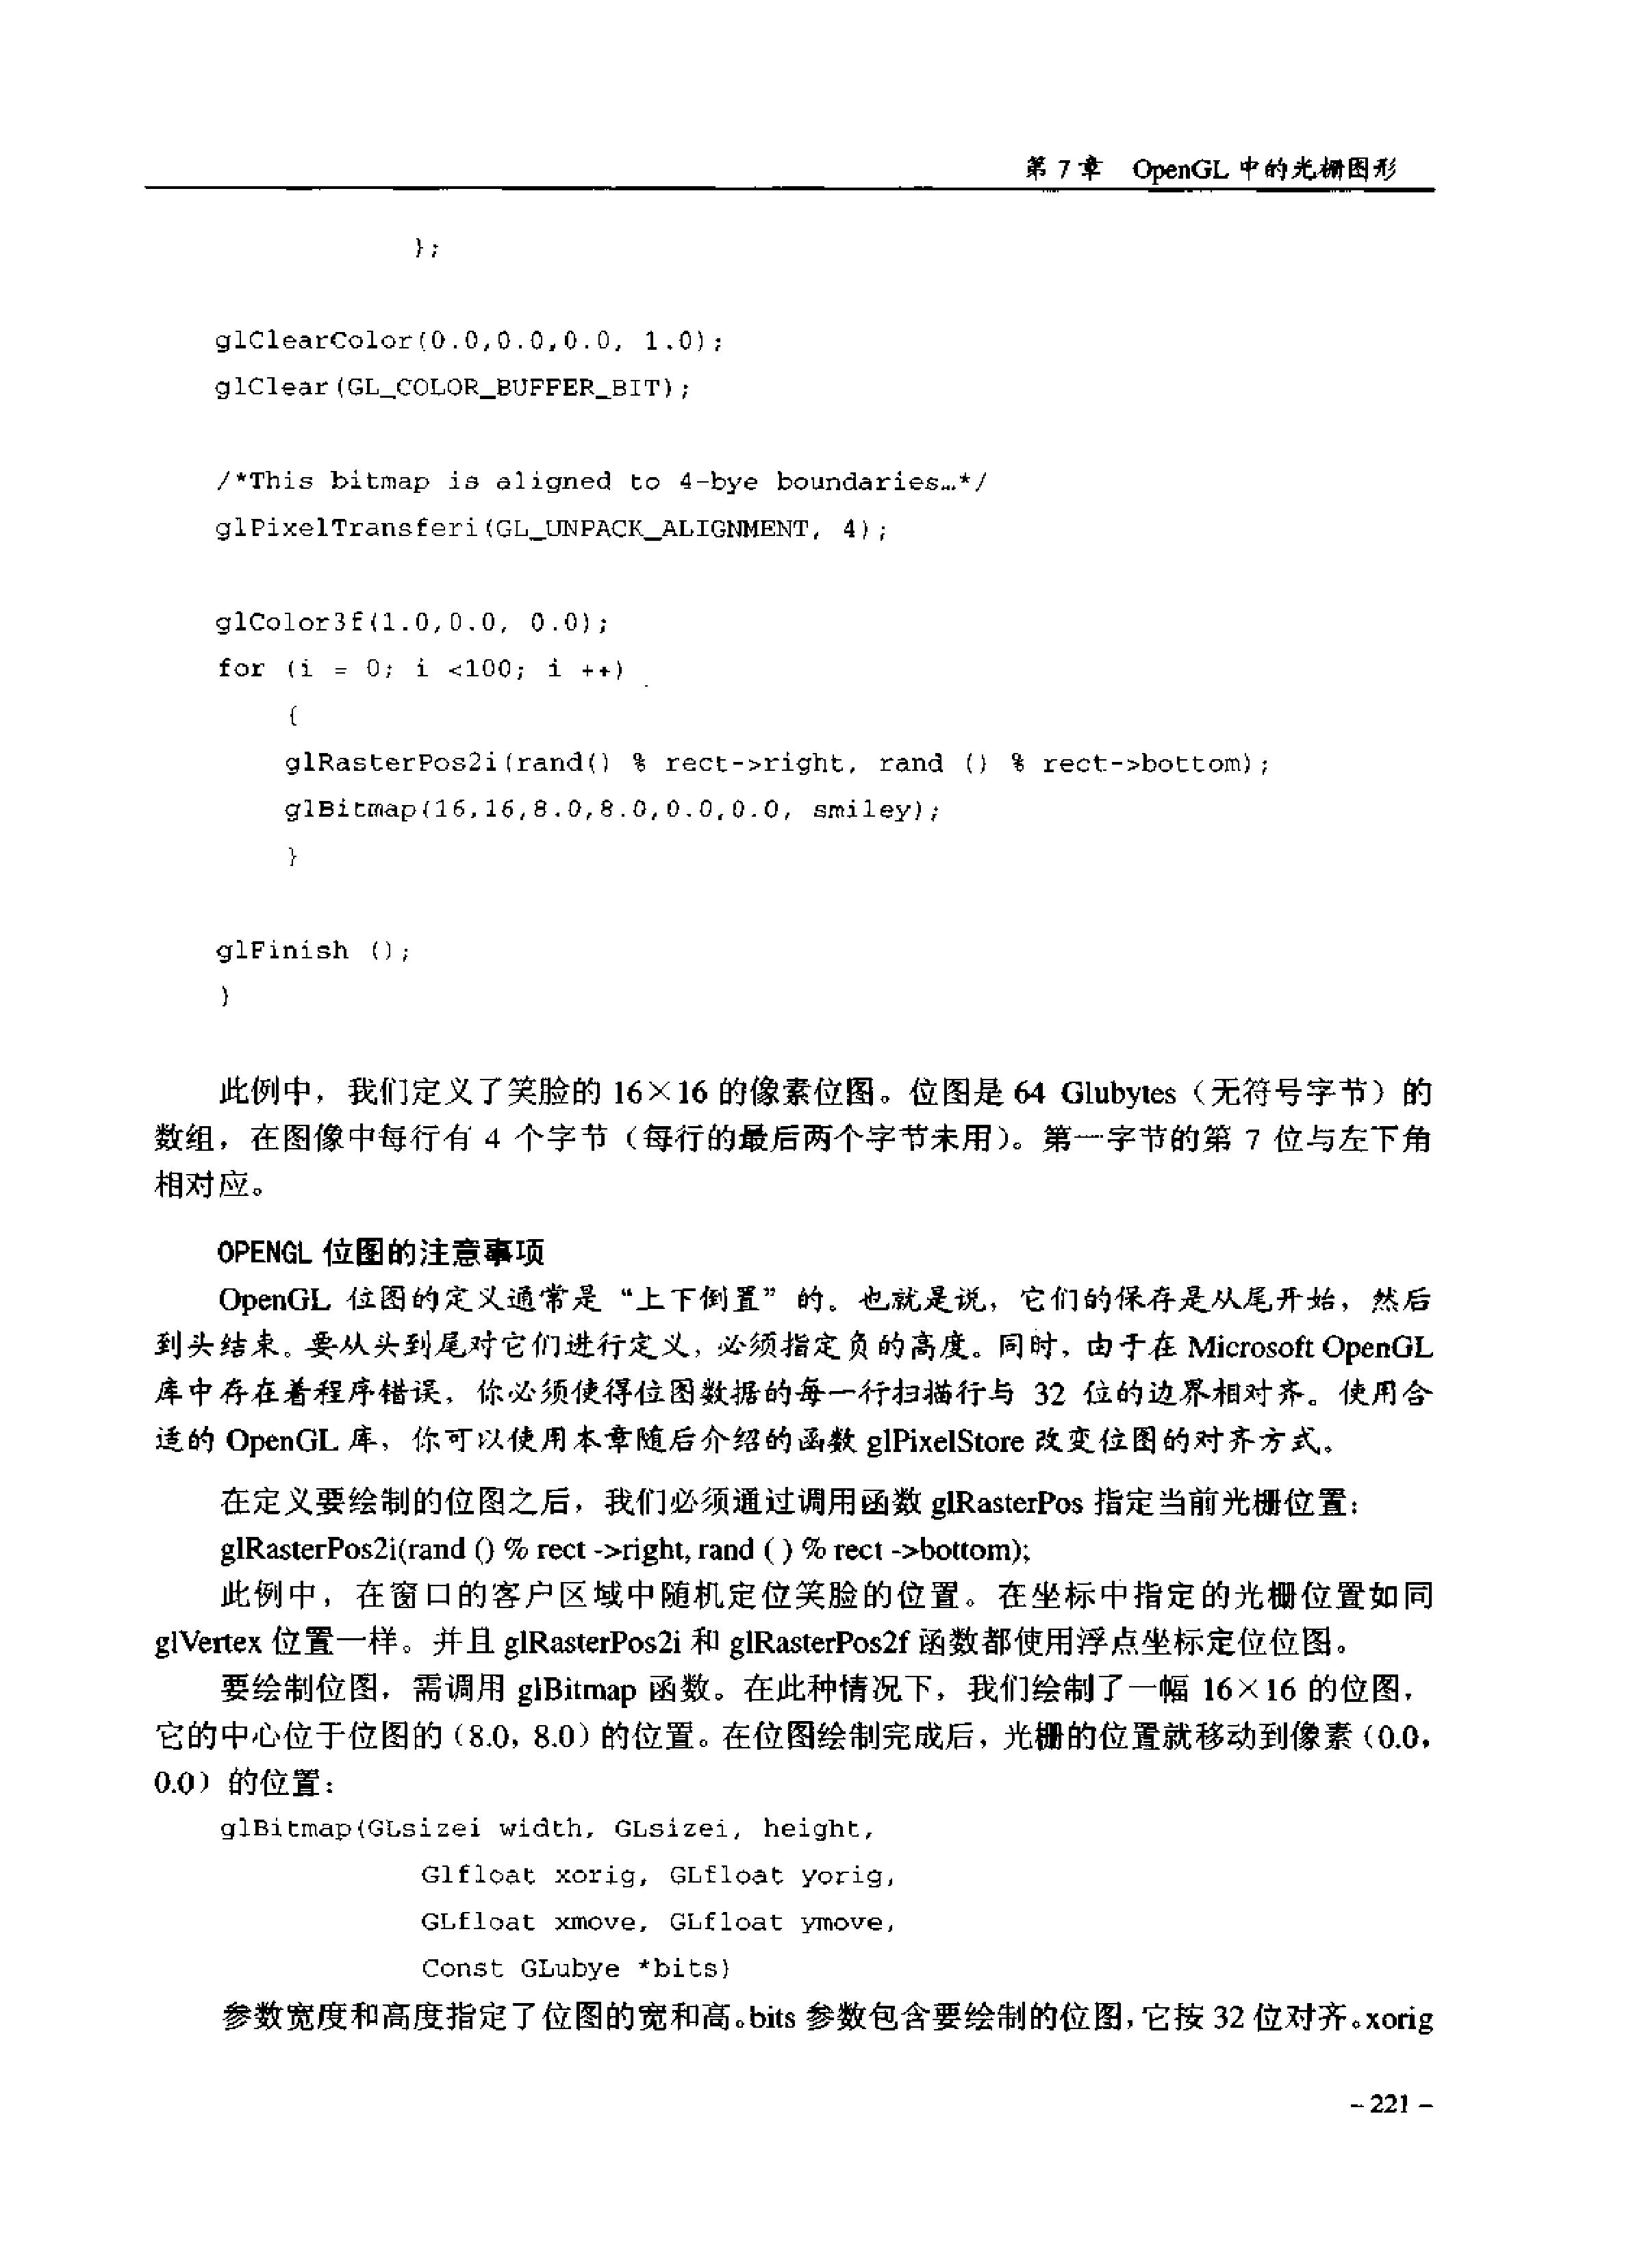 第 7 章　OpenGL 中的光栅图形
};
glClearColor(0.0,0.0,0.0, 1.0);
glClear(GL_COLOR_BUFFER_BIT);
/*This bitmap is aligned to 4-bye boundaries…*/
glPixelTransferi(GL_UNPACK_ALIGNMENT, 4);
glColor3f(1.0,0.0, 0.0);
for (i = 0; i <100; i ++)
{
glRasterPos2i(rand() % rect->right, rand () % rect->bottom);
glBitmap(16,16,8.0,8.0,0.0,0.0, smiley);
}
glFinish ();
}
此例中，我们定义了笑脸的 16×16 的像素位图。位图是 64 Glubytes（无符号字节）的
数组，在图像中每行有 4 个字节（每行的最后两个字节未用）。第一字节的第 7 位与左下角
相对应。
OPENGL 位图的注意事项
OpenGL 位图的定义通常是“上下倒置”的。也就是说，它们的保存是从尾开始，然后
到头结束。要从头到尾对它们进行定义，必须指定负的高度。同时，由于在 Microsoft OpenGL
库中存在着程序错误，你必须使得位图数据的每一行扫描行与 32 位的边界相对齐。使用合
适的 OpenGL 库，你可以使用本章随后介绍的函数 glPixelStore 改变位图的对齐方式。
在定义要绘制的位图之后，我们必须通过调用函数 glRasterPos 指定当前光栅位置：
glRasterPos2i(rand () % rect ->right, rand ( ) % rect ->bottom);
此例中，在窗口的客户区域中随机定位笑脸的位置。在坐标中指定的光栅位置如同
glVertex 位置一样。并且 glRasterPos2i 和 glRasterPos2f 函数都使用浮点坐标定位位图。
要绘制位图，需调用 glBitmap 函数。在此种情况下，我们绘制了一幅 16×16 的位图，
它的中心位于位图的（8.0，8.0）的位置。在位图绘制完成后，光栅的位置就移动到像素（0.0，
0.0）的位置：
glBitmap(GLsizei width, GLsizei, height,
Glfloat xorig, GLfloat yorig,
GLfloat xmove, GLfloat ymove,
Const GLubye *bits)
参数宽度和高度指定了位图的宽和高。bits 参数包含要绘制的位图，它按 32 位对齐。xorig
– 221 –